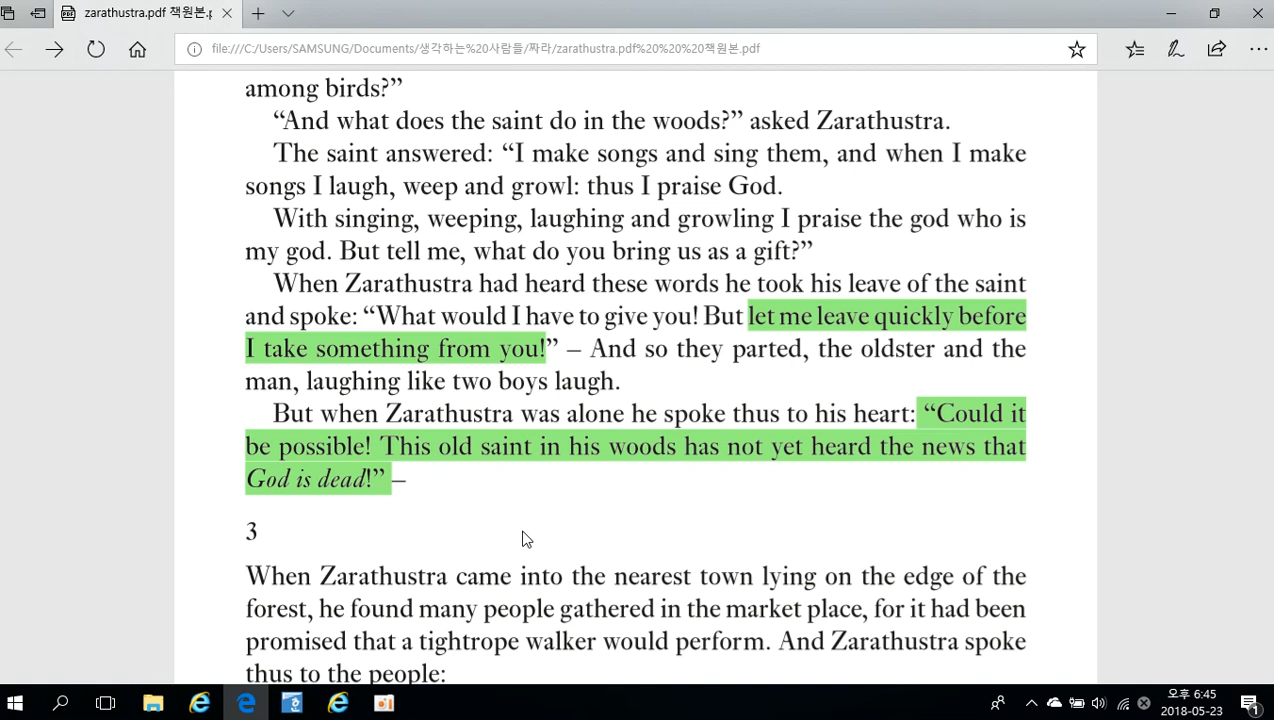 zarathustra.pdf 책원본.p
file:///C:/Users/SAMSUNG/Documents/생각하는%20사람들/짜라/zarathustra.pdf%20%20%20책원본.pdf
among birds?”
“And what does the saint do in the woods?” asked Zarathustra.
The saint answered: “I make songs and sing them, and when I make
songs I laugh, weep and growl: thus I praise God.
With singing, weeping, laughing and growling I praise the god who is
my god. But tell me, what do you bring us as a gift?”
When Zarathustra had heard these words he took his leave of the saint
and spoke: “What would I have to give you! But let me leave quickly before
I take something from you!” – And so they parted, the oldster and the
man, laughing like two boys laugh.
But when Zarathustra was alone he spoke thus to his heart: “Could it
be possible! This old saint in his woods has not yet heard the news that
God is dead!” –
3
When Zarathustra came into the nearest town lying on the edge of the
forest, he found many people gathered in the market place, for it had been
promised that a tightrope walker would perform. And Zarathustra spoke
thus to the people:
오후 6:45
2018-05-23
1